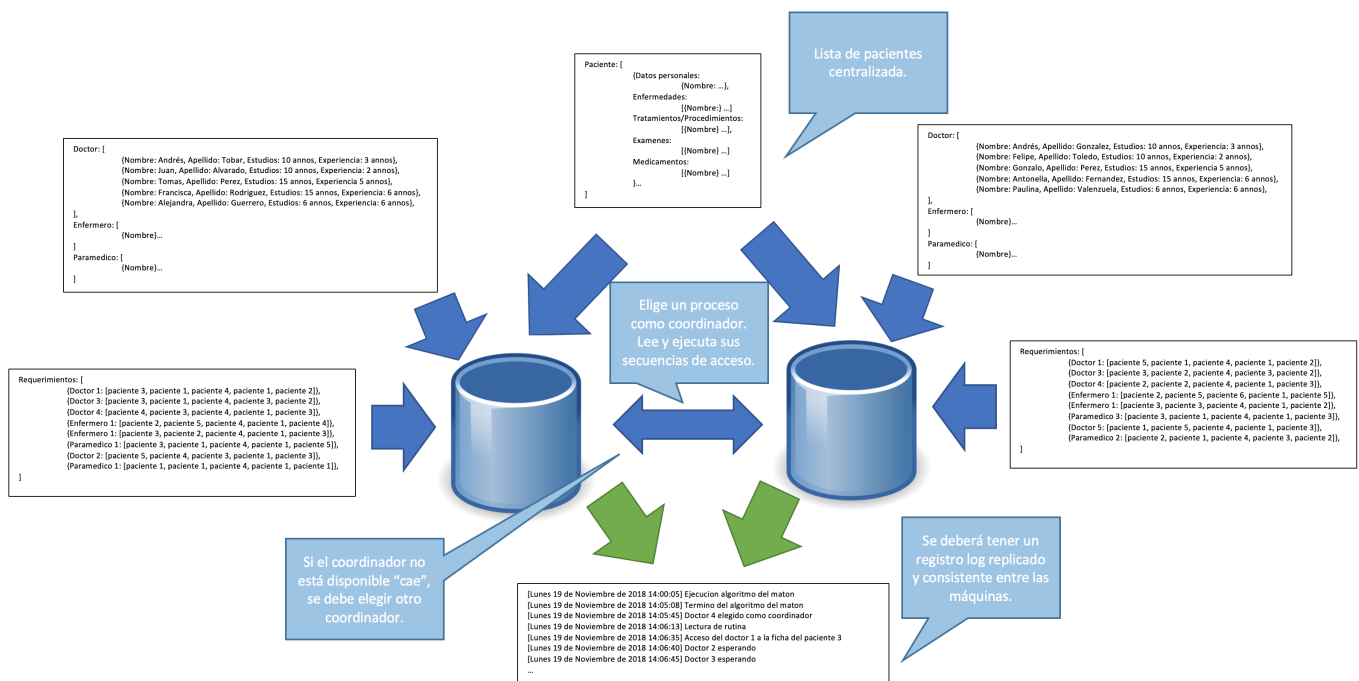 Lista de pacientes
centralizada.
Paciente: [
{Datos personales:
{Nombre: ...},
Enfermedades:
[{Nombre:} ...]
Tratamientos/Procedimientos:
[{Nombre} ...],
Examenes:
[{Nombre} ...]
Medicamentos:
[{Nombre} ...]
}...
]
Doctor: [
{Nombre: Andrés, Apellido: Tobar, Estudios: 10 annos, Experiencia: 3 annos},
{Nombre: Juan, Apellido: Alvarado, Estudios: 10 annos, Experiencia: 2 annos},
{Nombre: Tomas, Apellido: Perez, Estudios: 15 annos, Experiencia 5 annos},
{Nombre: Francisca, Apellido: Rodriguez, Estudios: 15 annos, Experiencia: 6 annos},
{Nombre: Alejandra, Apellido: Guerrero, Estudios: 6 annos, Experiencia: 6 annos},
],
Enfermero: [
{Nombre}...
]
Paramedico: [
{Nombre}...
]
Doctor: [
{Nombre: Andrés, Apellido: Gonzalez, Estudios: 10 annos, Experiencia: 3 annos},
{Nombre: Felipe, Apellido: Toledo, Estudios: 10 annos, Experiencia: 2 annos},
{Nombre: Gonzalo, Apellido: Perez, Estudios: 15 annos, Experiencia 5 annos},
{Nombre: Antonella, Apellido: Fernandez, Estudios: 15 annos, Experiencia: 6 annos},
{Nombre: Paulina, Apellido: Valenzuela, Estudios: 6 annos, Experiencia: 6 annos},
],
Enfermero: [
{Nombre}...
]
Paramedico: [
{Nombre}...
]
Elige un proceso
como coordinador.
Lee y ejecuta sus
secuencias de acceso.
Requerimientos: [
{Doctor 1: [paciente 3, paciente 1, paciente 4, paciente 1, paciente 2]},
{Doctor 3: [paciente 3, paciente 1, paciente 4, paciente 3, paciente 2]},
{Doctor 4: [paciente 4, paciente 3, paciente 4, paciente 1, paciente 3]},
{Enfermero 1: [paciente 2, paciente 5, paciente 4, paciente 1, paciente 4]},
{Enfermero 1: [paciente 3, paciente 2, paciente 4, paciente 1, paciente 3]},
{Paramedico 1: [paciente 3, paciente 1, paciente 4, paciente 1, paciente 5]},
{Doctor 2: [paciente 5, paciente 4, paciente 3, paciente 1, paciente 3]},
{Paramedico 1: [paciente 1, paciente 1, paciente 4, paciente 1, paciente 1]},
]
Requerimientos: [
{Doctor 1: [paciente 5, paciente 1, paciente 4, paciente 1, paciente 2]},
{Doctor 3: [paciente 3, paciente 2, paciente 4, paciente 3, paciente 2]},
{Doctor 4: [paciente 2, paciente 2, paciente 4, paciente 1, paciente 3]},
{Enfermero 1: [paciente 2, paciente 5, paciente 6, paciente 1, paciente 5]},
{Enfermero 1: [paciente 3, paciente 3, paciente 4, paciente 1, paciente 2]},
{Paramedico 3: [paciente 3, paciente 1, paciente 4, paciente 1, paciente 3]},
{Doctor 5: [paciente 1, paciente 5, paciente 4, paciente 1, paciente 3]},
{Paramedico 2: [paciente 2, paciente 1, paciente 4, paciente 3, paciente 2]},
]
Si el coordinador no
está disponible “cae”,
se debe elegir otro
coordinador.
Se deberá tener un
registro log replicado
y consistente entre las
máquinas.
[Lunes 19 de Noviembre de 2018 14:00:05] Ejecucion algoritmo del maton
[Lunes 19 de Noviembre de 2018 14:05:08] Termino del algoritmo del maton
[Lunes 19 de Noviembre de 2018 14:05:45] Doctor 4 elegido como coordinador
[Lunes 19 de Noviembre de 2018 14:06:13] Lectura de rutina
[Lunes 19 de Noviembre de 2018 14:06:35] Acceso del doctor 1 a la ficha del paciente 3
[Lunes 19 de Noviembre de 2018 14:06:40] Doctor 2 esperando
[Lunes 19 de Noviembre de 2018 14:06:45] Doctor 3 esperando
...